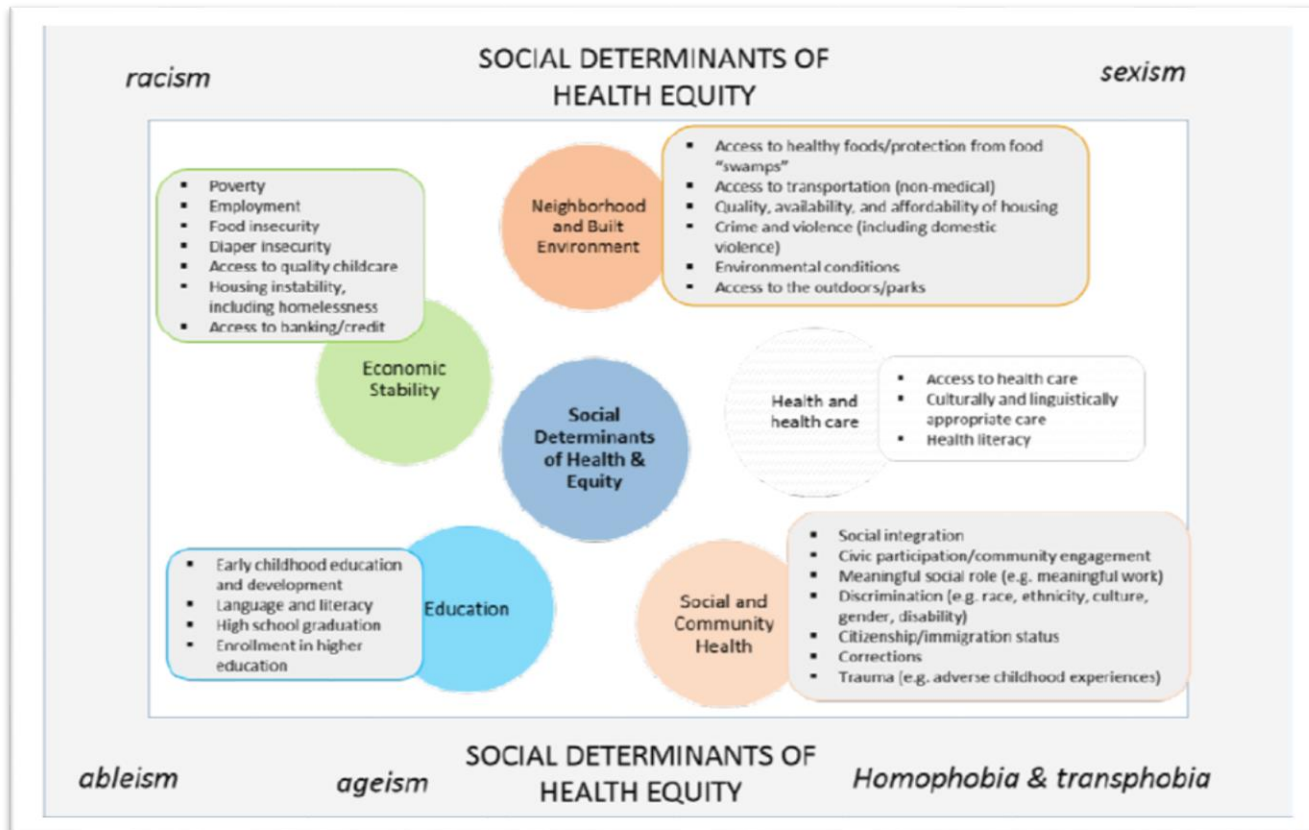 racism
SOCIAL DETERMINANTS OF
HEALTH EQUITY
sexism
▪ Poverty
▪ Employment
▪ Food insecurity
▪ Diaper insecurity
▪ Access to quality childcare
▪ Housing instability,
including homelessness
▪ Access to banking/credit
Economic
Stability
Neighborhood
and Built
Environment
▪ Access to healthy foods/protection from food
“swamps”
▪ Access to transportation (non-medical)
▪ Quality, availability, and affordability of housing
▪ Crime and violence (including domestic
violence)
▪ Environmental conditions
▪ Access to the outdoors/parks
Social
Determinants
of Health &
Equity
Health and
health care
▪ Access to health care
▪ Culturally and linguistically
appropriate care
▪ Health literacy
▪ Early childhood education
and development
▪ Language and literacy
▪ High school graduation
▪ Enrollment in higher
education
Education
Social and
Community
Health
▪ Social integration
▪ Civic participation/community engagement
▪ Meaningful social role (e.g. meaningful work)
▪ Discrimination (e.g. race, ethnicity, culture,
gender, disability)
▪ Citizenship/immigration status
▪ Corrections
▪ Trauma (e.g. adverse childhood experiences)
ableism
ageism
SOCIAL DETERMINANTS OF
HEALTH EQUITY
Homophobia & transphobia